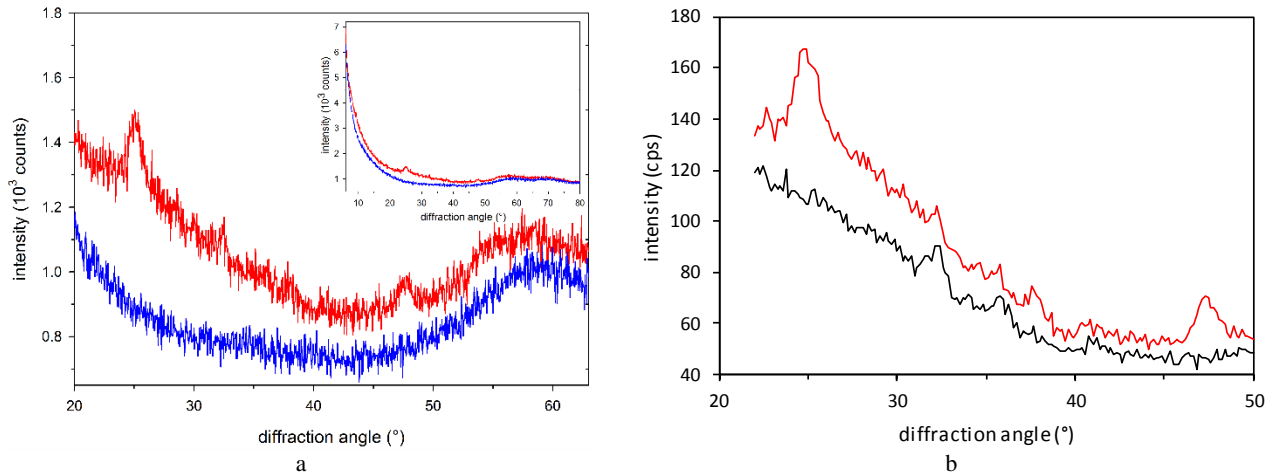 1.8
1.6
1.4
1.2
1.0
0.8
intensity (10³ counts)
20 30 40 50 60
diffraction angle (°)
7
6
5
4
3
2
1
intensity (10³ counts)
10 20 30 40 50 60 70 80
diffraction angle (°)
a
180
160
140
120
100
80
60
40
intensity (cps)
20 30 40 50
diffraction angle (°)
b